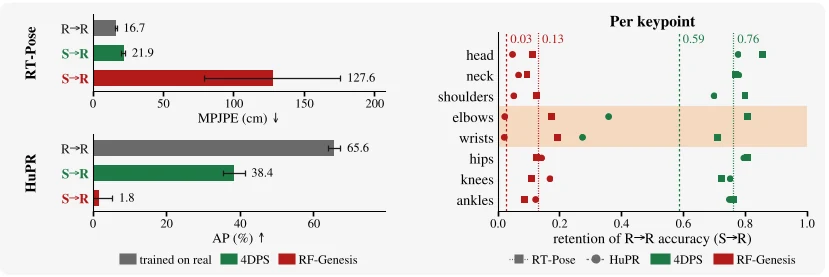 RT-Pose
R→R
16.7
S→R
21.9
S→R
127.6
0 50 100 150 200
MPJPE (cm) ↓
HuPR
R→R
65.6
S→R
38.4
S→R
1.8
0 20 40 60
AP (%) ↑
trained on real 4DPS RF-Genesis
Per keypoint
0.03 0.13 0.59 0.76
head
neck
shoulders
elbows
wrists
hips
knees
ankles
0.0 0.2 0.4 0.6 0.8 1.0
retention of R→R accuracy (S→R)
RT-Pose HuPR 4DPS RF-Genesis